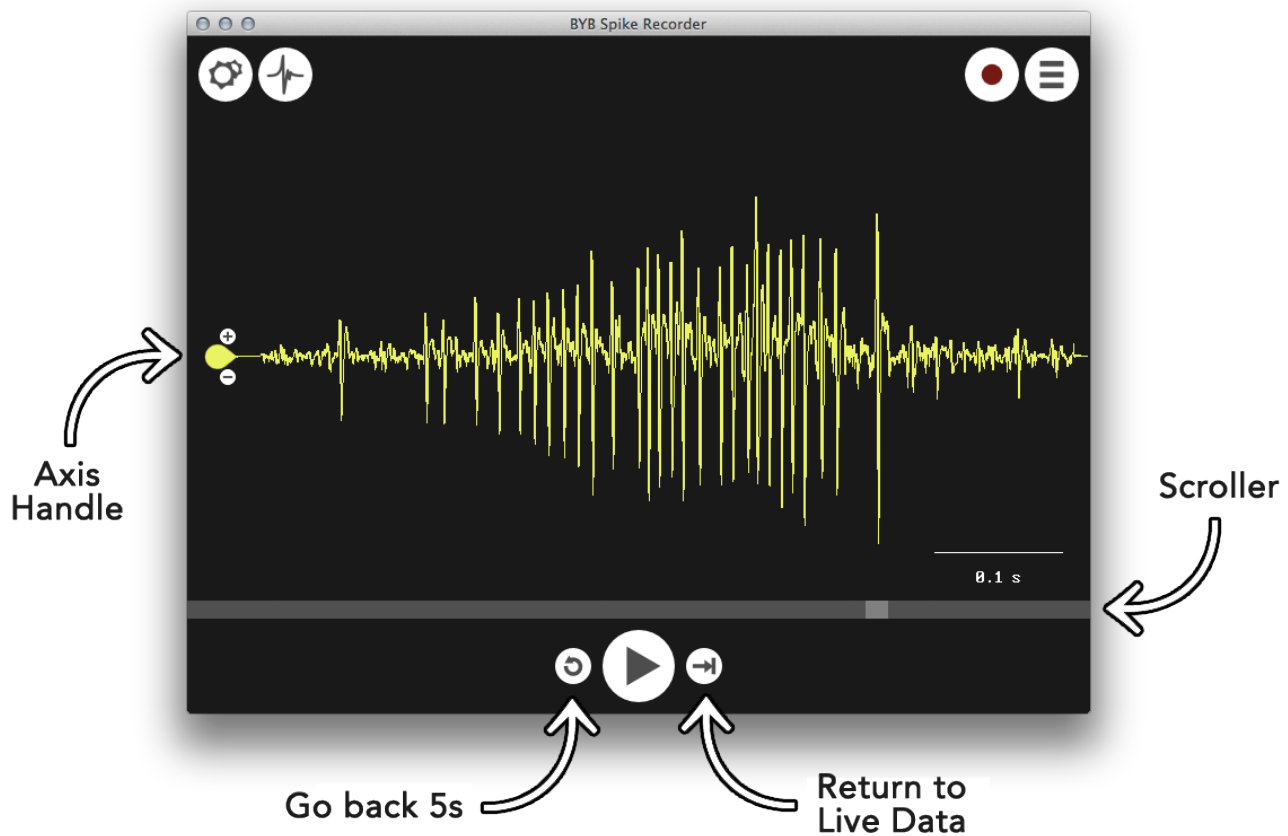 BYB Spike Recorder
Axis
Handle
Scroller
0.1 s
Go back 5s
Return to
Live Data